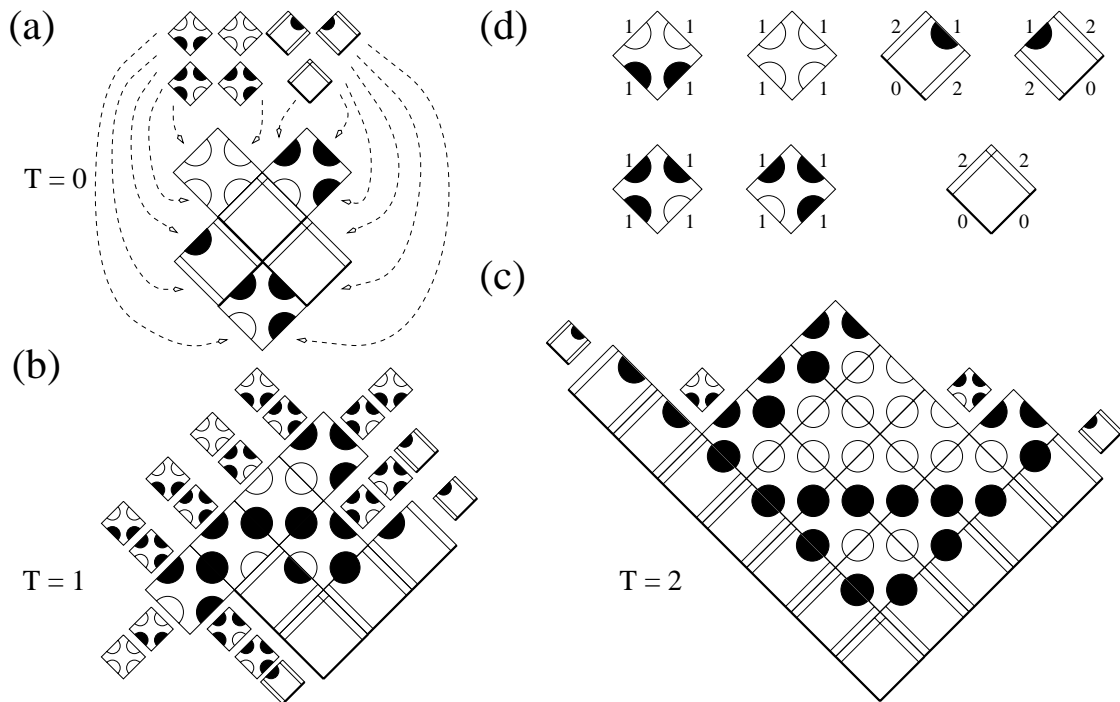 (a)
T = 0
(b)
T = 1
(c)
T = 2
(d)
1 1 1 1 2 1 1 2
1 1 1 1 0 2 2 0
1 1 1 1 2 2
1 1 1 1 0 0